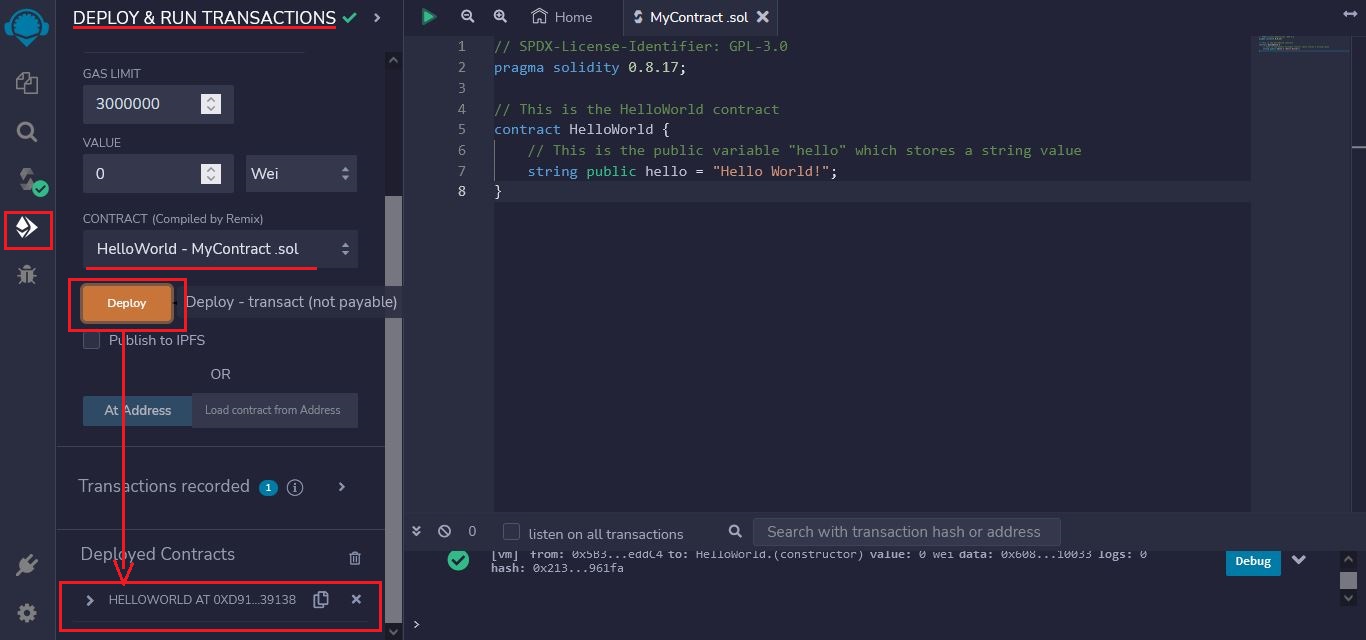 DEPLOY & RUN TRANSACTIONS
GAS LIMIT
3000000
VALUE
0
Wei
CONTRACT (Compiled by Remix)
HelloWorld - MyContract .sol
Deploy
Deploy - transact (not payable)
Publish to IPFS
OR
At Address
Load contract from Address
Transactions recorded 1 i
Deployed Contracts
HELLOWORLD AT 0XD91...39138
Home
MyContract .sol
1 // SPDX-License-Identifier: GPL-3.0
2 pragma solidity 0.8.17;
3
4 // This is the HelloWorld contract
5 contract HelloWorld {
6 // This is the public variable "hello" which stores a string value
7 string public hello = "Hello World!";
8 }
0
listen on all transactions
Search with transaction hash or address
[vm] from: 0x5B3...eddC4 to: HelloWorld.(constructor) value: 0 wei data: 0x608...10033 logs: 0
hash: 0x213...961fa
Debug
>